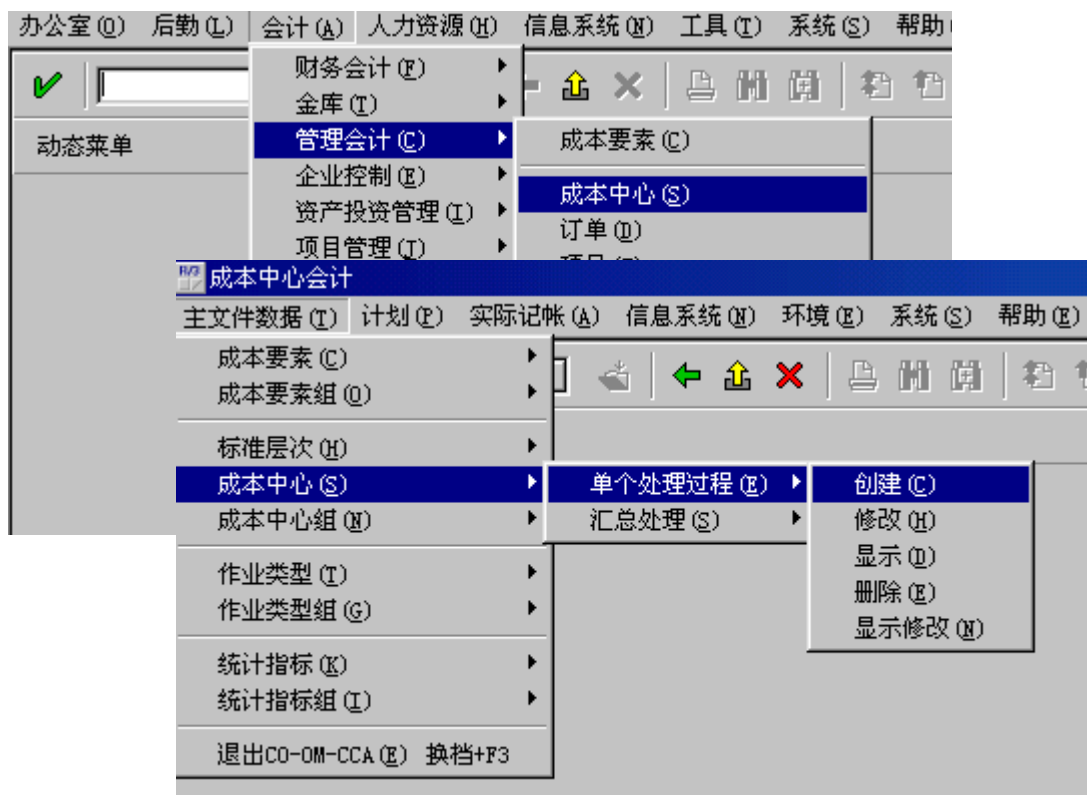 办公室(O) 后勤(L) 会计(A) 人力资源(H) 信息系统(N) 工具(T) 系统(S) 帮助
财务会计(F)
金库(T)
动态菜单
管理会计(C)
成本要素(C)
企业控制(E)
资产投资管理(I)
成本中心(S)
项目管理(T)
订单(D)
R/3 成本中心会计
主文件数据(T) 计划(P) 实际记帐(A) 信息系统(N) 环境(E) 系统(S) 帮助(E)
成本要素(C)
成本要素组(O)
标准层次(H)
成本中心(S)
单个处理过程(E)
创建(C)
成本中心组(N)
汇总处理(S)
修改(H)
显示(D)
作业类型(T)
删除(E)
作业类型组(G)
显示修改(N)
统计指标(K)
统计指标组(I)
退出CO-OM-CCA(E) 换档+F3